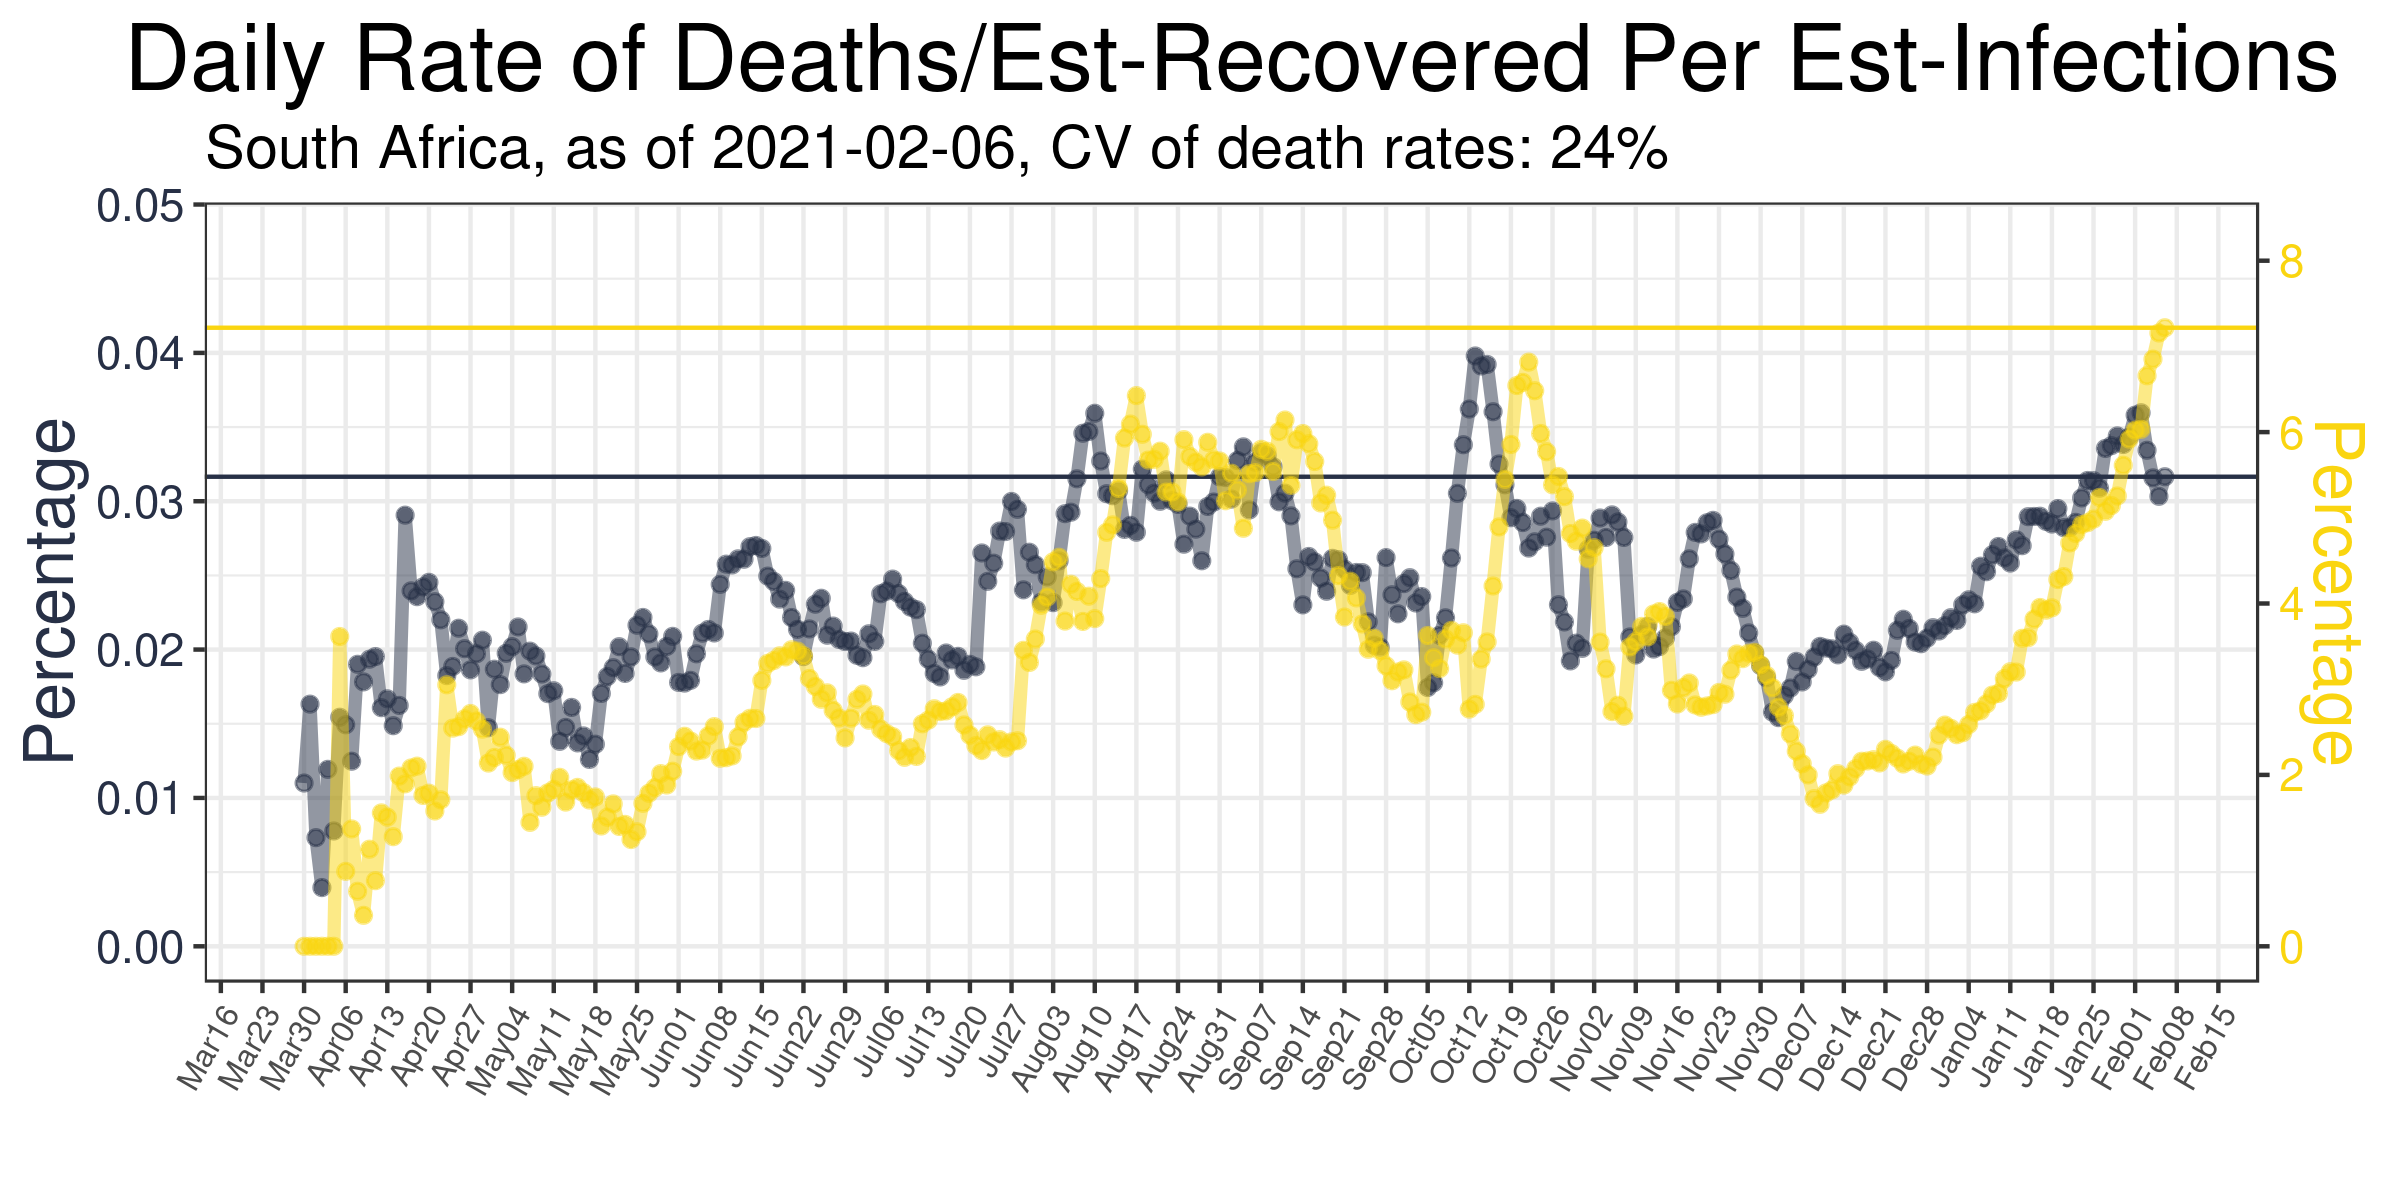 Daily Rate of Deaths/Est-Recovered Per Est-Infections
South Africa, as of 2021-02-06, CV of death rates: 24%
Percentage
0.05
0.04
0.03
0.02
0.01
0.00
8
6
4
2
0
Percentage
Mar16
Mar23
Mar30
Apr06
Apr13
Apr20
Apr27
May04
May11
May18
May25
Jun01
Jun08
Jun15
Jun22
Jun29
Jul06
Jul13
Jul20
Jul27
Aug03
Aug10
Aug17
Aug24
Aug31
Sep07
Sep14
Sep21
Sep28
Oct05
Oct12
Oct19
Oct26
Nov02
Nov09
Nov16
Nov23
Nov30
Dec07
Dec14
Dec21
Dec28
Jan04
Jan11
Jan18
Jan25
Feb01
Feb08
Feb15